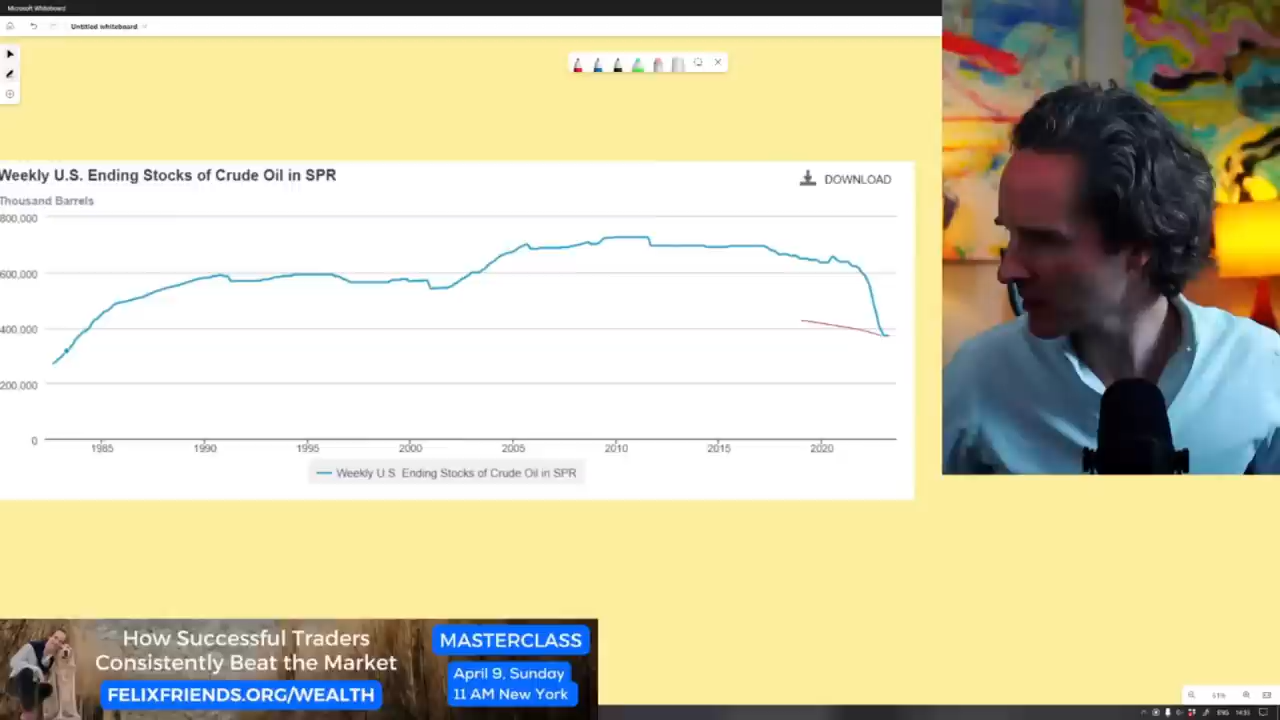 Microsoft Whiteboard
Untitled whiteboard
Weekly U.S. Ending Stocks of Crude Oil in SPR
DOWNLOAD
Thousand Barrels
800,000
600,000
400,000
200,000
0
1985
1990
1995
2000
2005
2010
2015
2020
Weekly U.S. Ending Stocks of Crude Oil in SPR
How Successful Traders
Consistently Beat the Market
FELIXFRIENDS.ORG/WEALTH
MASTERCLASS
April 9, Sunday
11 AM New York
ENG